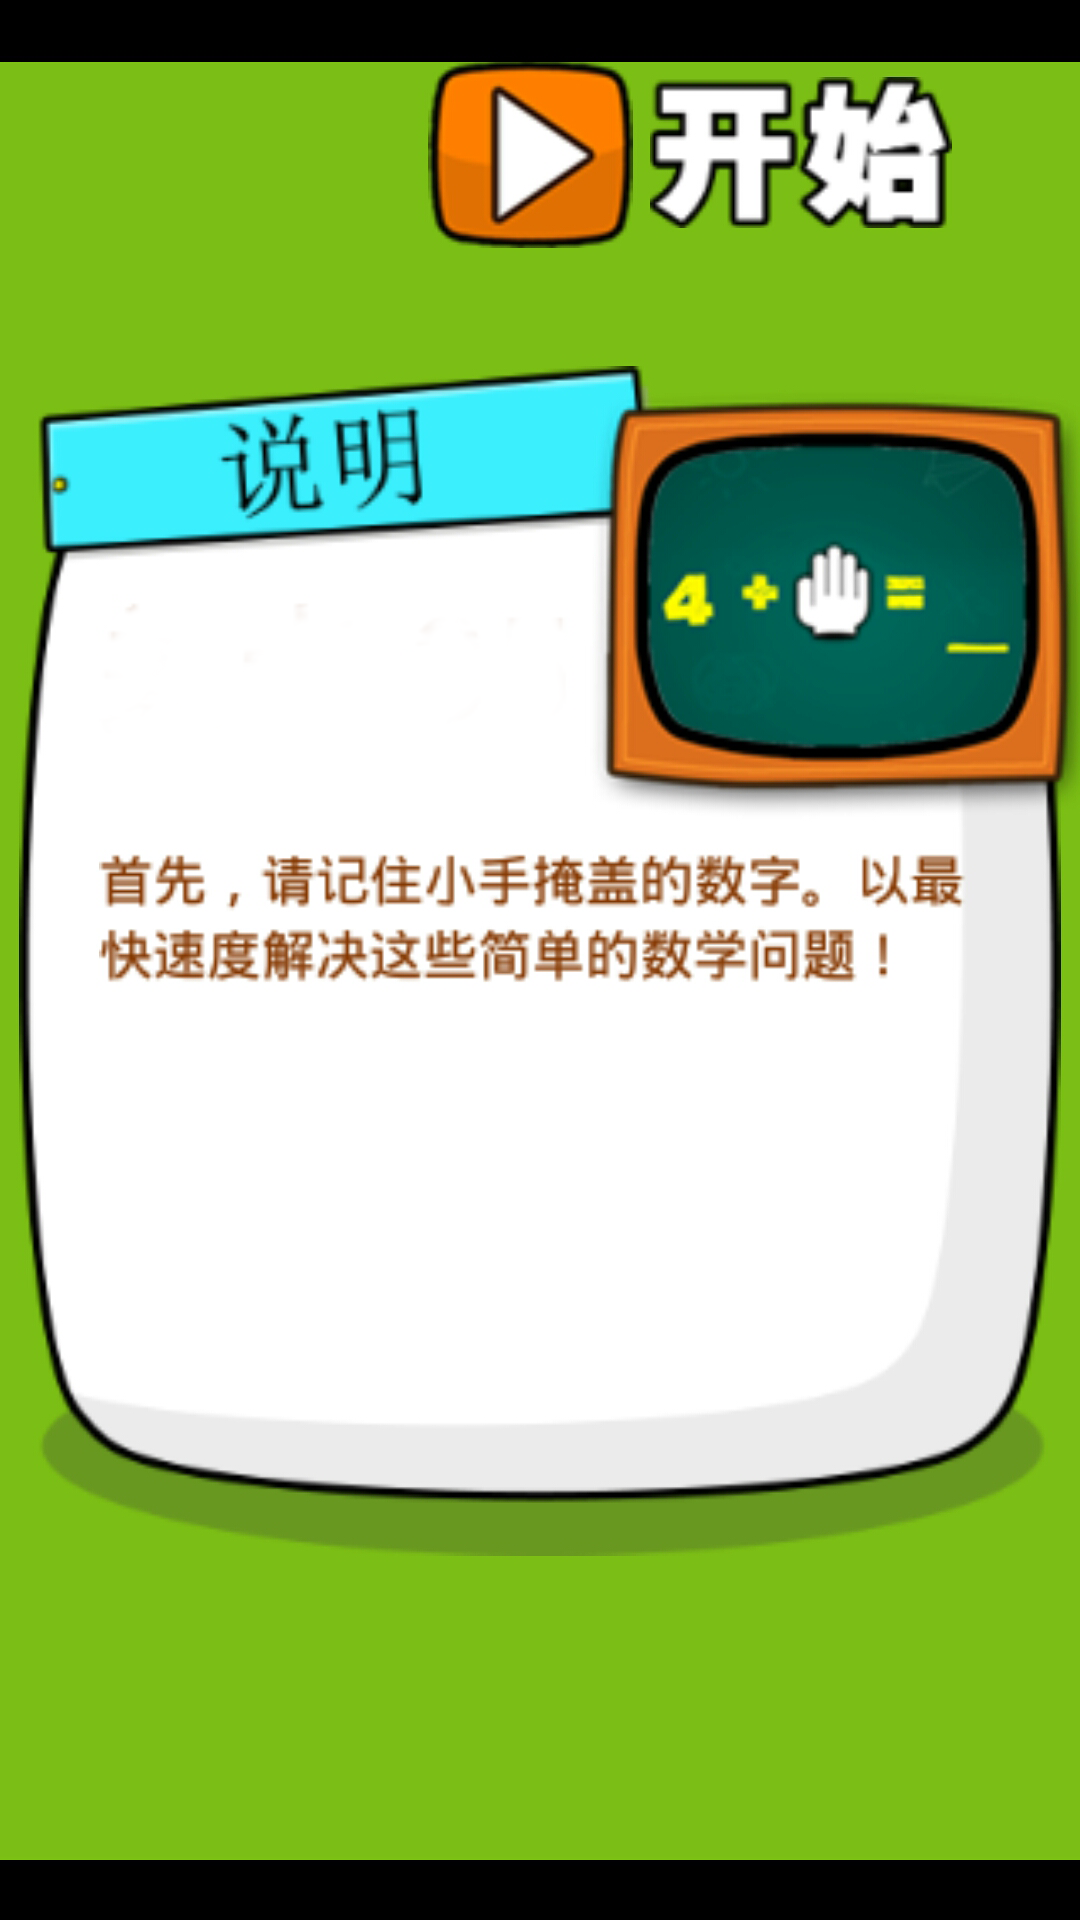 开始
说明
4 + = _
首先，请记住小手掩盖的数字。以最
快速度解决这些简单的数学问题！